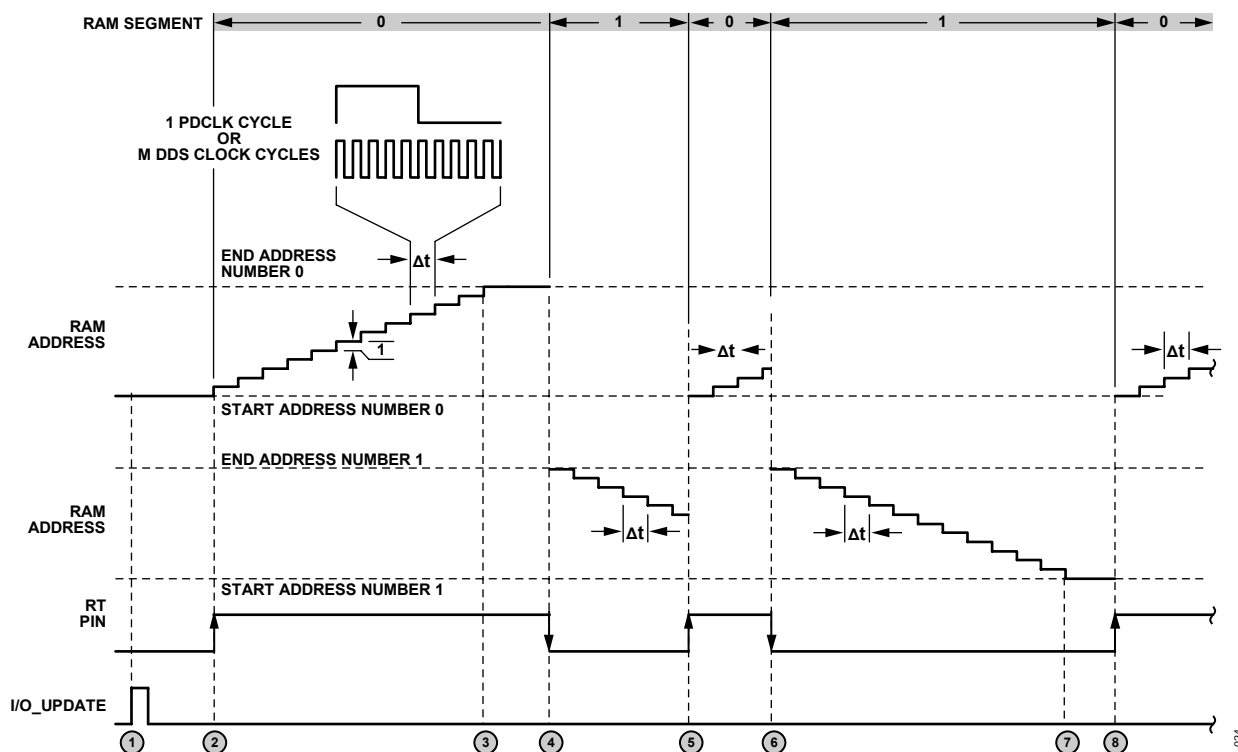 RAM SEGMENT 0 1 0 1 0
1 PDCLK CYCLE
OR
M DDS CLOCK CYCLES
END ADDRESS
NUMBER 0
Δt
RAM
ADDRESS
1
Δt
Δt
START ADDRESS NUMBER 0
END ADDRESS NUMBER 1
RAM
ADDRESS
Δt
Δt
START ADDRESS NUMBER 1
RT
PIN
I/O_UPDATE
1 2 3 4 5 6 7 8